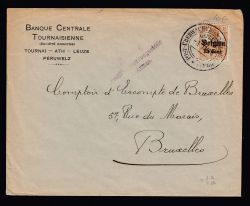 BANQUE CENTRALE
TOURNAISIENNE
(SOCIÉTÉ ANONYME)
TOURNAI — ATH — LEUZE
PÉRUWELZ
Belgien
Comptoir d'Escompte de Bruxelles
57, Rue du Marais,
Bruxelles